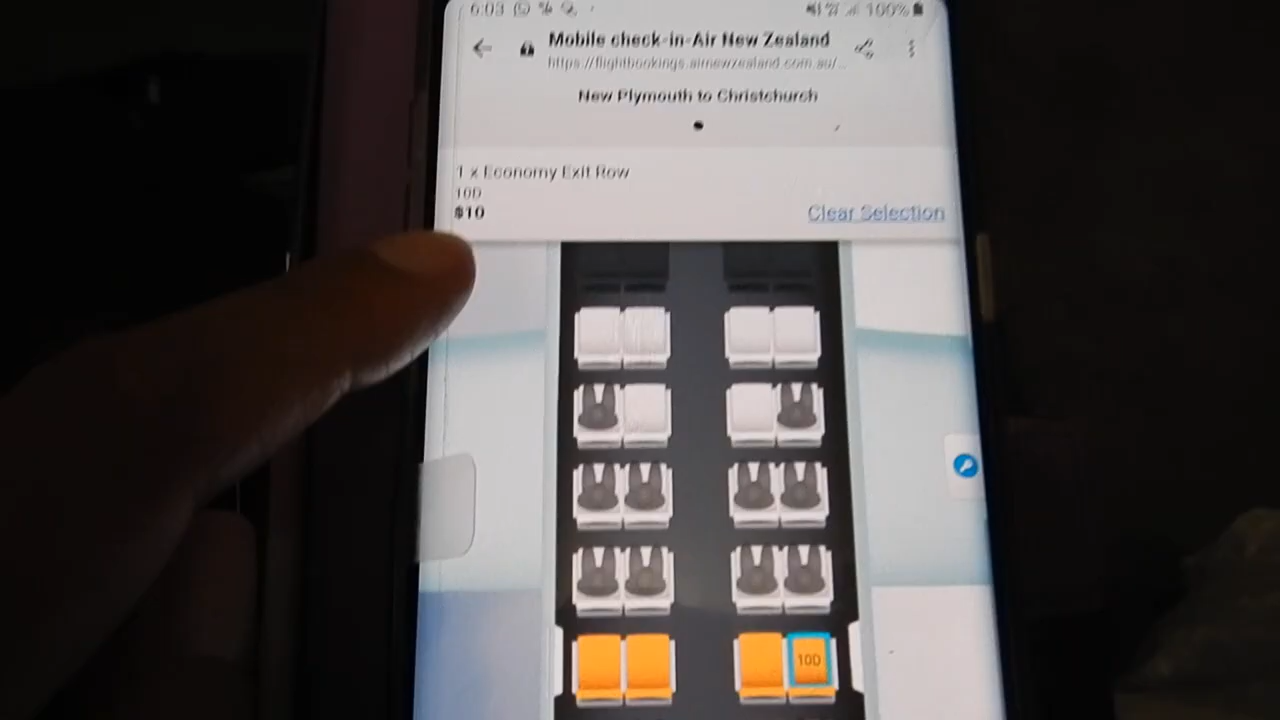 6:03
100%
Mobile check-in-Air New Zealand
https://flightbookings.airnewzealand.com.au/...
New Plymouth to Christchurch
1 x Economy Exit Row
10D
$10
Clear Selection
10D